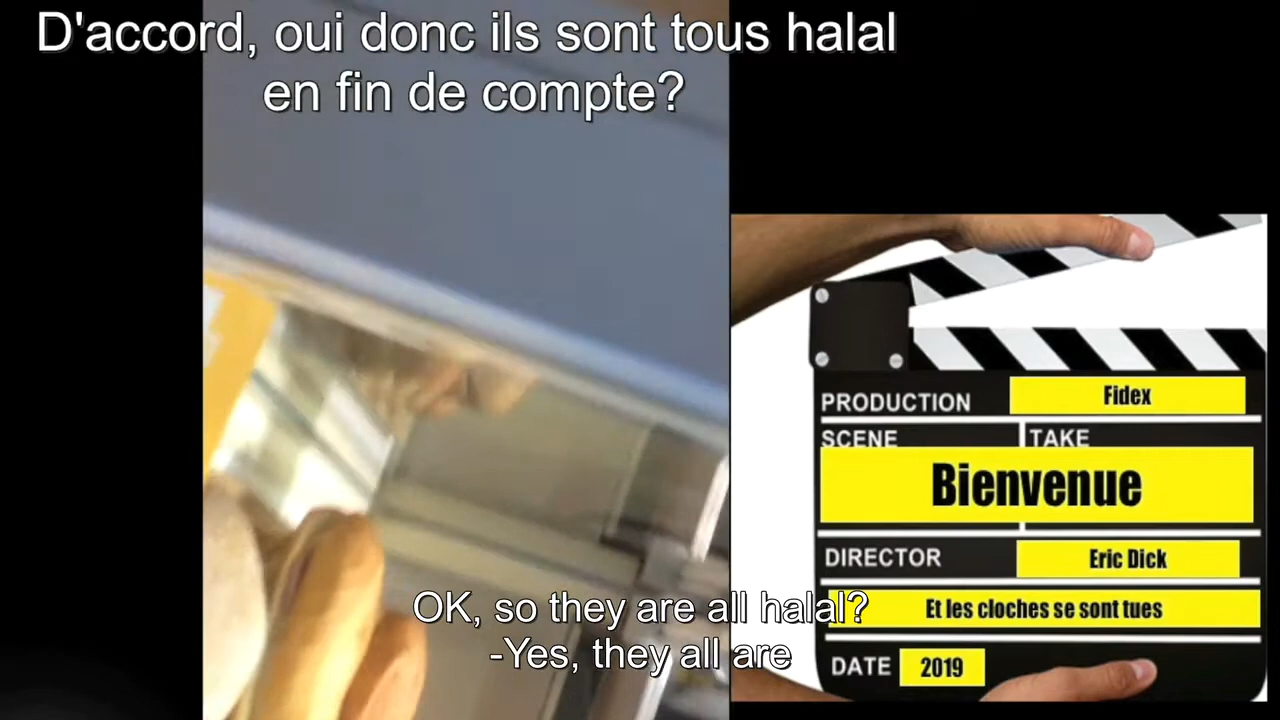 D'accord, oui donc ils sont tous halal
en fin de compte?
PRODUCTION Fidex
SCENE TAKE
Bienvenue
DIRECTOR Eric Dick
Et les cloches se sont tues
DATE 2019
OK, so they are all halal?
-Yes, they all are